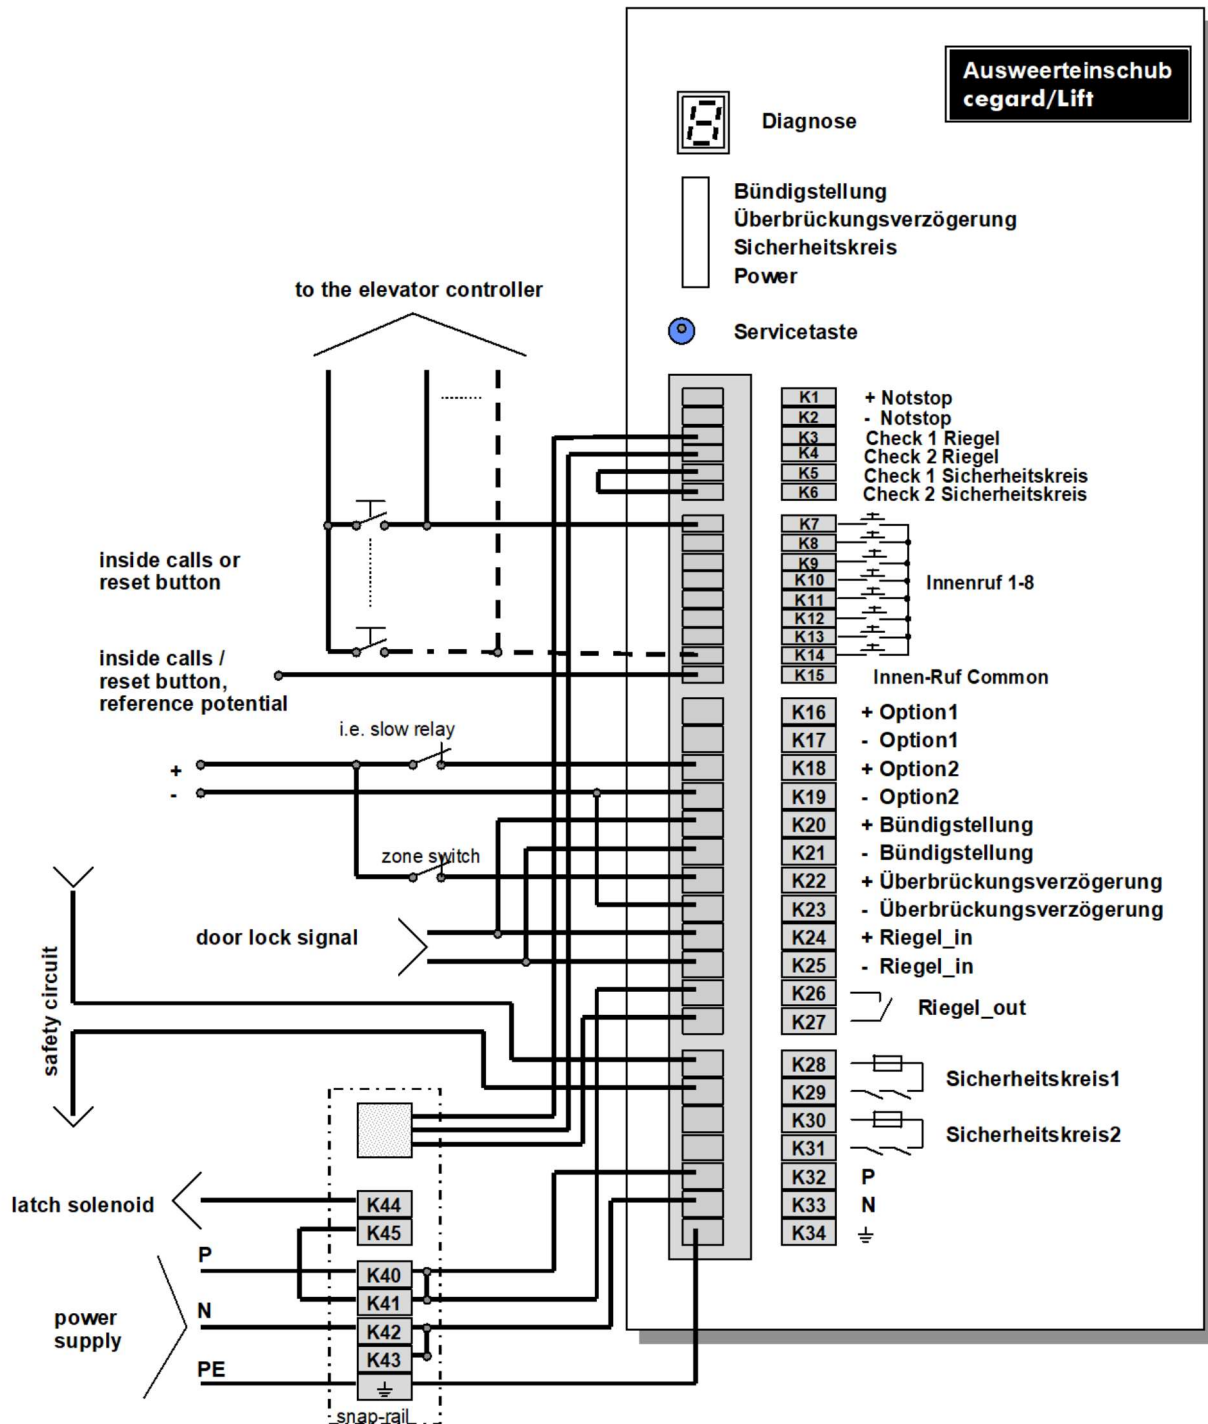 Ausweerteinschub
cegard/Lift
Diagnose
Bündigstellung
Überbrückungsverzögerung
Sicherheitskreis
Power
to the elevator controller
Servicetaste
K1 + Notstop
K2 - Notstop
K3 Check 1 Riegel
K4 Check 2 Riegel
K5 Check 1 Sicherheitskreis
K6 Check 2 Sicherheitskreis
inside calls or
reset button
K7
K8
K9
K10
K11
K12
K13
K14
Innenruf 1-8
inside calls /
reset button,
reference potential
K15 Innen-Ruf Common
i.e. slow relay
+
-
K16 + Option1
K17 - Option1
K18 + Option2
K19 - Option2
K20 + Bündigstellung
K21 - Bündigstellung
zone switch
K22 + Überbrückungsverzögerung
K23 - Überbrückungsverzögerung
door lock signal
K24 + Riegel_in
K25 - Riegel_in
K26
K27
Riegel_out
safety circuit
K28
K29
Sicherheitskreis1
K30
K31
Sicherheitskreis2
K32 P
K33 N
K34
latch solenoid
K44
K45
power
supply
P
K40
K41
N
K42
K43
PE
snap-rail